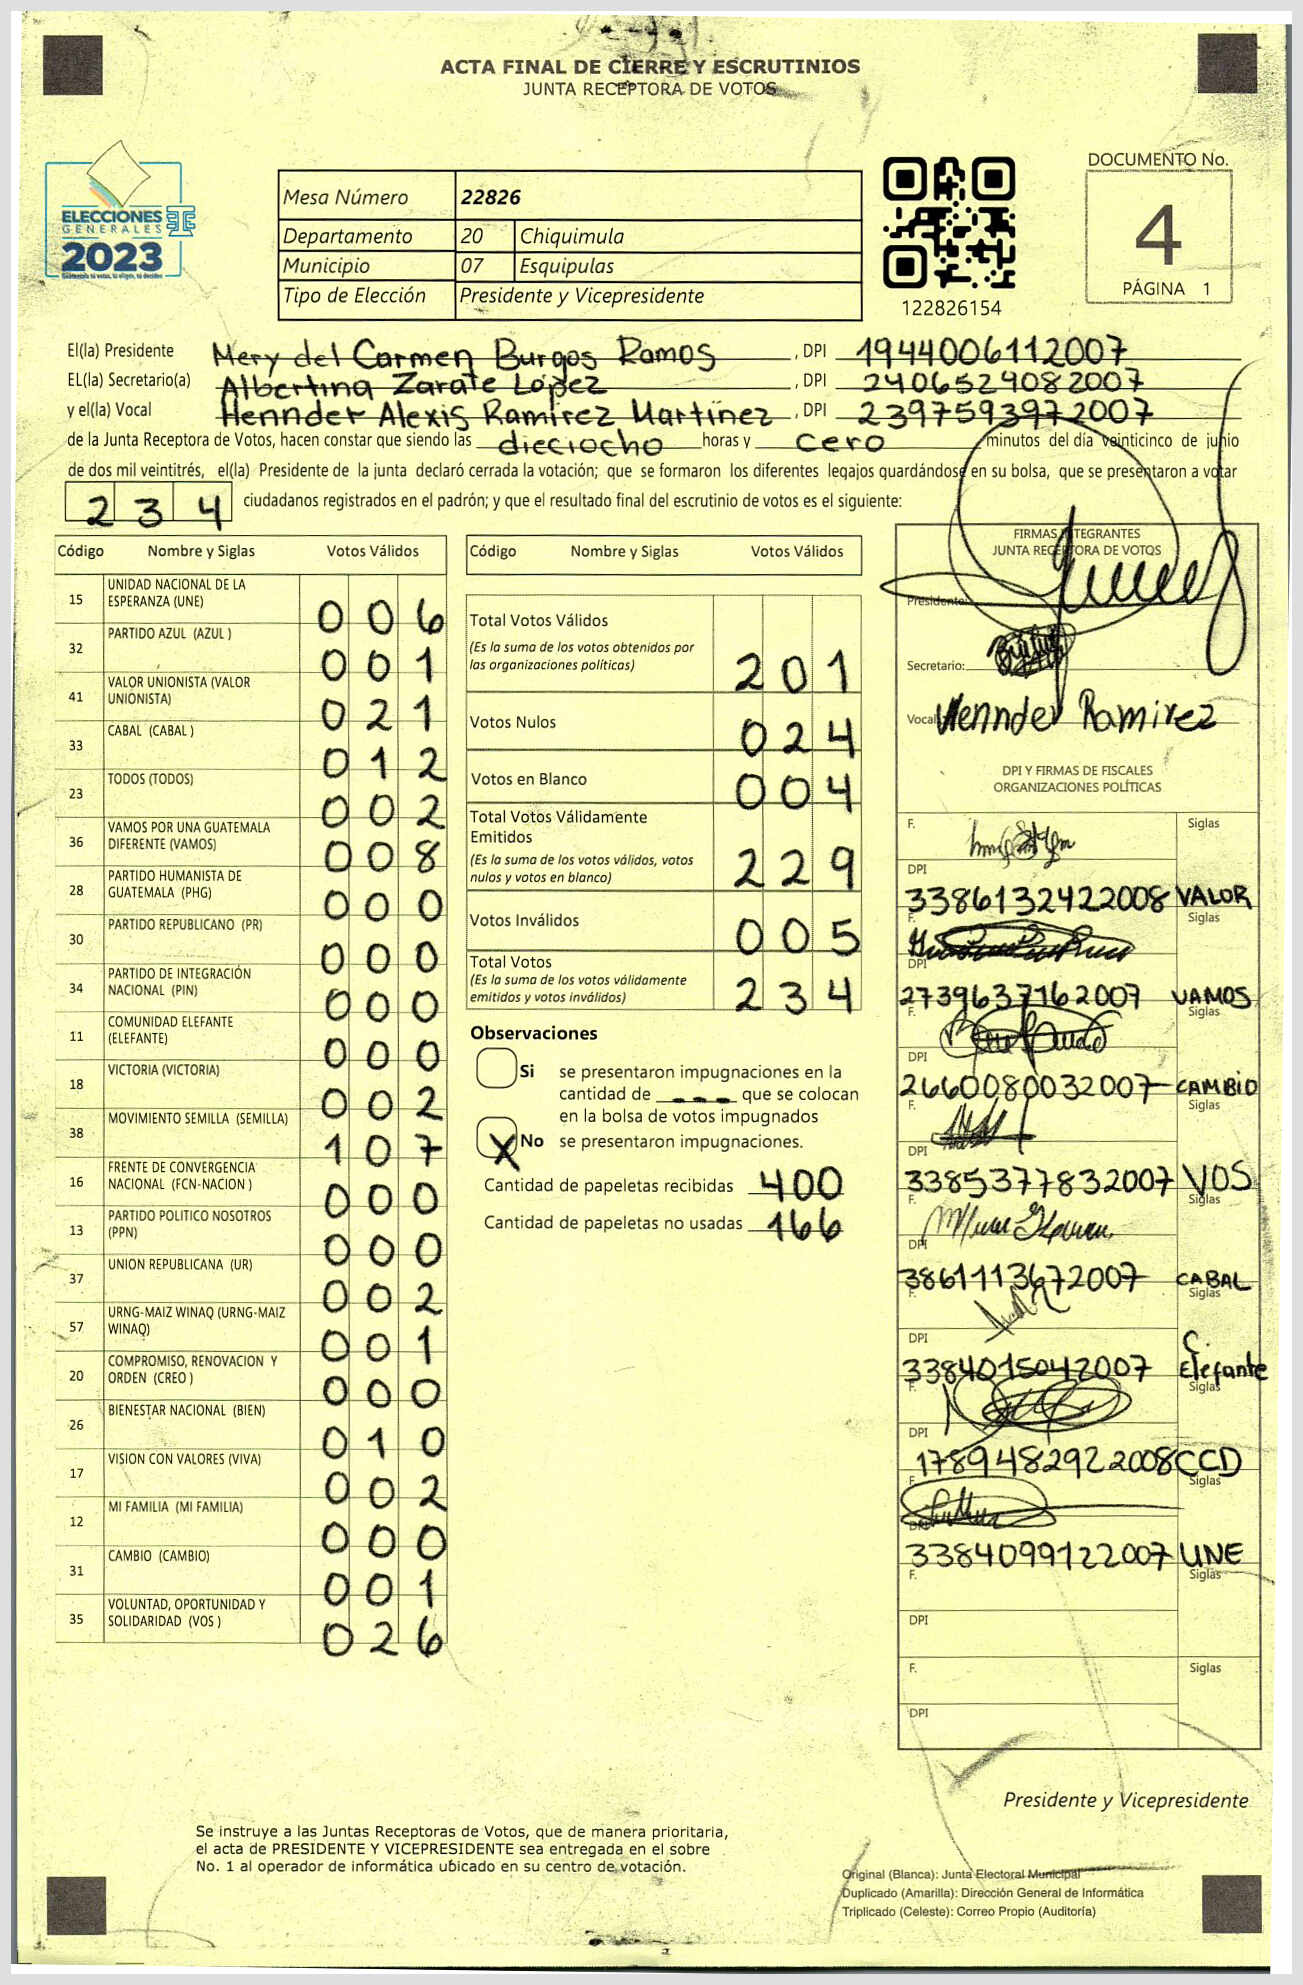 ACTA FINAL DE CIERRE Y ESCRUTINIOS
JUNTA RECEPTORA DE VOTOS
ELECCIONES
GENERALES
2023
Mesa Número 22826
Departamento 20 Chiquimula
Municipio 07 Esquipulas
Tipo de Elección Presidente y Vicepresidente
122826154
DOCUMENTO No.
4
PÁGINA 1
El(la) Presidente Mery del Carmen Burgos Ramos, DPI 1944006112007
EL(la) Secretario(a) Albertina Zarate López, DPI 2406529082007
y el(la) Vocal Hennder Alexis Ramirez Martinez, DPI 2397593972007
de la Junta Receptora de Votos, hacen constar que siendo las dieciocho horas y cero minutos del día veinticinco de junio
de dos mil veintitrés, el(la) Presidente de la junta declaró cerrada la votación; que se formaron los diferentes legajos guardándose en su bolsa, que se presentaron a votar
234 ciudadanos registrados en el padrón; y que el resultado final del escrutinio de votos es el siguiente:
Código Nombre y Siglas Votos Válidos
15 UNIDAD NACIONAL DE LA ESPERANZA (UNE) 006
32 PARTIDO AZUL (AZUL ) 001
41 VALOR UNIONISTA (VALOR UNIONISTA) 021
33 CABAL (CABAL ) 012
23 TODOS (TODOS) 002
36 VAMOS POR UNA GUATEMALA DIFERENTE (VAMOS) 008
28 PARTIDO HUMANISTA DE GUATEMALA (PHG) 000
30 PARTIDO REPUBLICANO (PR) 000
34 PARTIDO DE INTEGRACIÓN NACIONAL (PIN) 000
11 COMUNIDAD ELEFANTE (ELEFANTE) 000
18 VICTORIA (VICTORIA) 002
38 MOVIMIENTO SEMILLA (SEMILLA) 107
16 FRENTE DE CONVERGENCIA NACIONAL (FCN-NACION ) 000
13 PARTIDO POLITICO NOSOTROS (PPN) 000
37 UNION REPUBLICANA (UR) 002
57 URNG-MAIZ WINAQ (URNG-MAIZ WINAQ) 001
20 COMPROMISO, RENOVACION Y ORDEN (CREO ) 000
26 BIENESTAR NACIONAL (BIEN) 010
17 VISION CON VALORES (VIVA) 002
12 MI FAMILIA (MI FAMILIA) 000
31 CAMBIO (CAMBIO) 001
35 VOLUNTAD, OPORTUNIDAD Y SOLIDARIDAD (VOS ) 026
Código Nombre y Siglas Votos Válidos
Total Votos Válidos 201
(Es la suma de los votos obtenidos por
las organizaciones políticas)
Votos Nulos 024
Votos en Blanco 004
Total Votos Válidamente
Emitidos 229
(Es la suma de los votos válidos, votos
nulos y votos en blanco)
Votos Inválidos 005
Total Votos 234
(Es la suma de los votos válidamente
emitidos y votos inválidos)
Observaciones
Si se presentaron impugnaciones en la
cantidad de --- que se colocan
en la bolsa de votos impugnados
X No se presentaron impugnaciones.
Cantidad de papeletas recibidas 400
Cantidad de papeletas no usadas 166
FIRMAS INTEGRANTES
JUNTA RECEPTORA DE VOTOS
Presidente:
Secretario:
Vocal: Hennder Ramirez
DPI Y FIRMAS DE FISCALES
ORGANIZACIONES POLÍTICAS
F. Siglas
DPI
3386132422008 VALOR
F. Siglas
DPI
2739637162007 VAMOS
F. Siglas
DPI
2660080032007 CAMBIO
F. Siglas
DPI
3385377832007 VOS
F. Siglas
DPI
3861113672007 CABAL
F. Siglas
DPI
3384015042007 C. Elefante
F. Siglas
DPI
1789482922008 CCD
F. Siglas
DPI
3384099122007 UNE
F. Siglas
DPI
F. Siglas
DPI
Presidente y Vicepresidente
Se instruye a las Juntas Receptoras de Votos, que de manera prioritaria,
el acta de PRESIDENTE Y VICEPRESIDENTE sea entregada en el sobre
No. 1 al operador de informática ubicado en su centro de votación.
Original (Blanca): Junta Electoral Municipal
Duplicado (Amarilla): Dirección General de Informática
Triplicado (Celeste): Correo Propio (Auditoría)